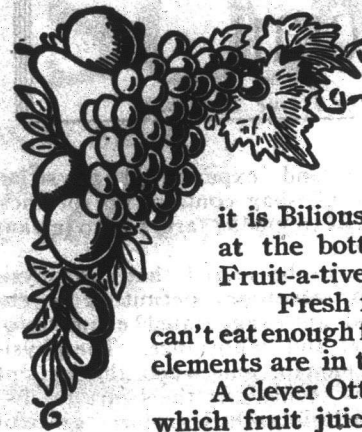 it is Bilious
at the bott
Fruit-a-tive
Fresh
can't eat enough
elements are in t
A clever Ott
which fruit juic